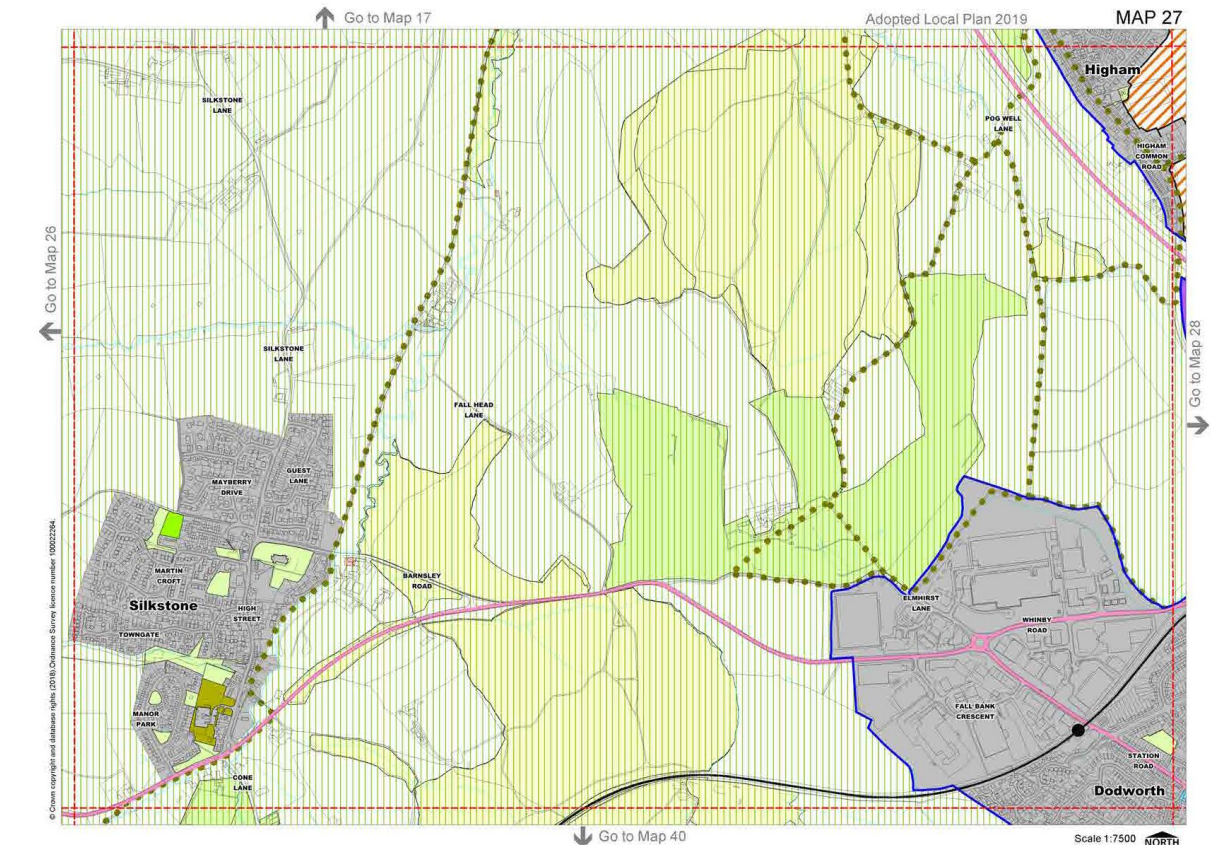 Go to Map 17
Adopted Local Plan 2019
MAP 27
Higham
SILKSTONE
LANE
POG WELL
LANE
HIGHAM
COMMON
ROAD
Go to Map 26
Go to Map 28
SILKSTONE
LANE
FALL HEAD
LANE
GUEST
LANE
MAYBERRY
DRIVE
MARTIN
CROFT
BARNSLEY
ROAD
Silkstone
HIGH
STREET
ELMHIRST
LANE
WHINBY
ROAD
TOWNGATE
MANOR
PARK
FALL BANK
CRESCENT
STATION
ROAD
CONE
LANE
Dodworth
© Crown copyright and database rights (2018).Ordnance Survey licence number 100022264.
Go to Map 40
Scale 1:7500
NORTH